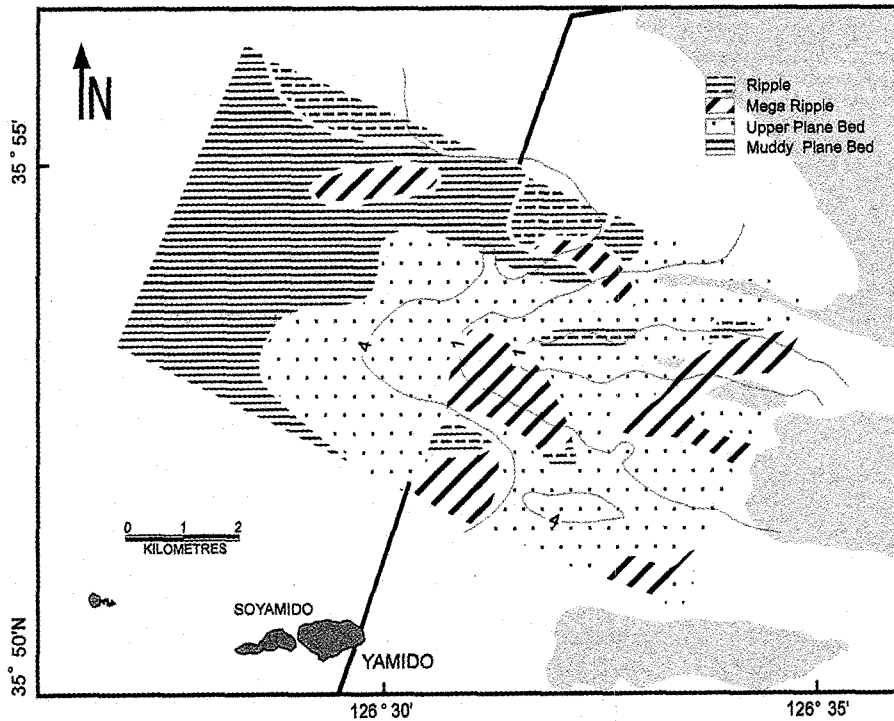 N
Ripple
Mega Ripple
Upper Plane Bed
Muddy Plane Bed
35° 55'
4
1
1
4
0 1 2
KILOMETRES
SOYAMIDO
YAMIDO
35° 50'N
126° 30'
126° 35'